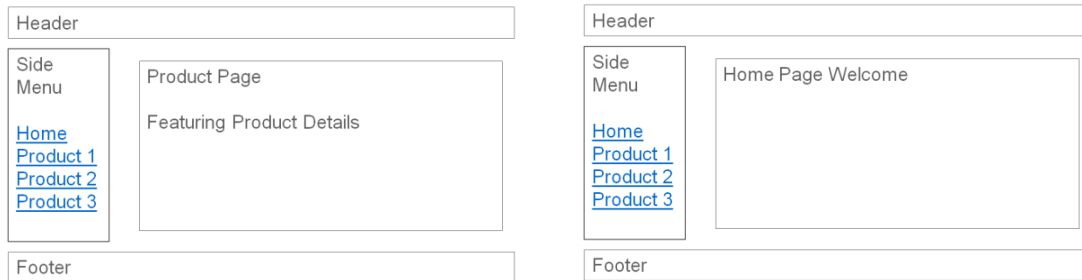 Header
Side
Menu
Home
Product 1
Product 2
Product 3
Product Page
Featuring Product Details
Footer
Header
Side
Menu
Home
Product 1
Product 2
Product 3
Home Page Welcome
Footer